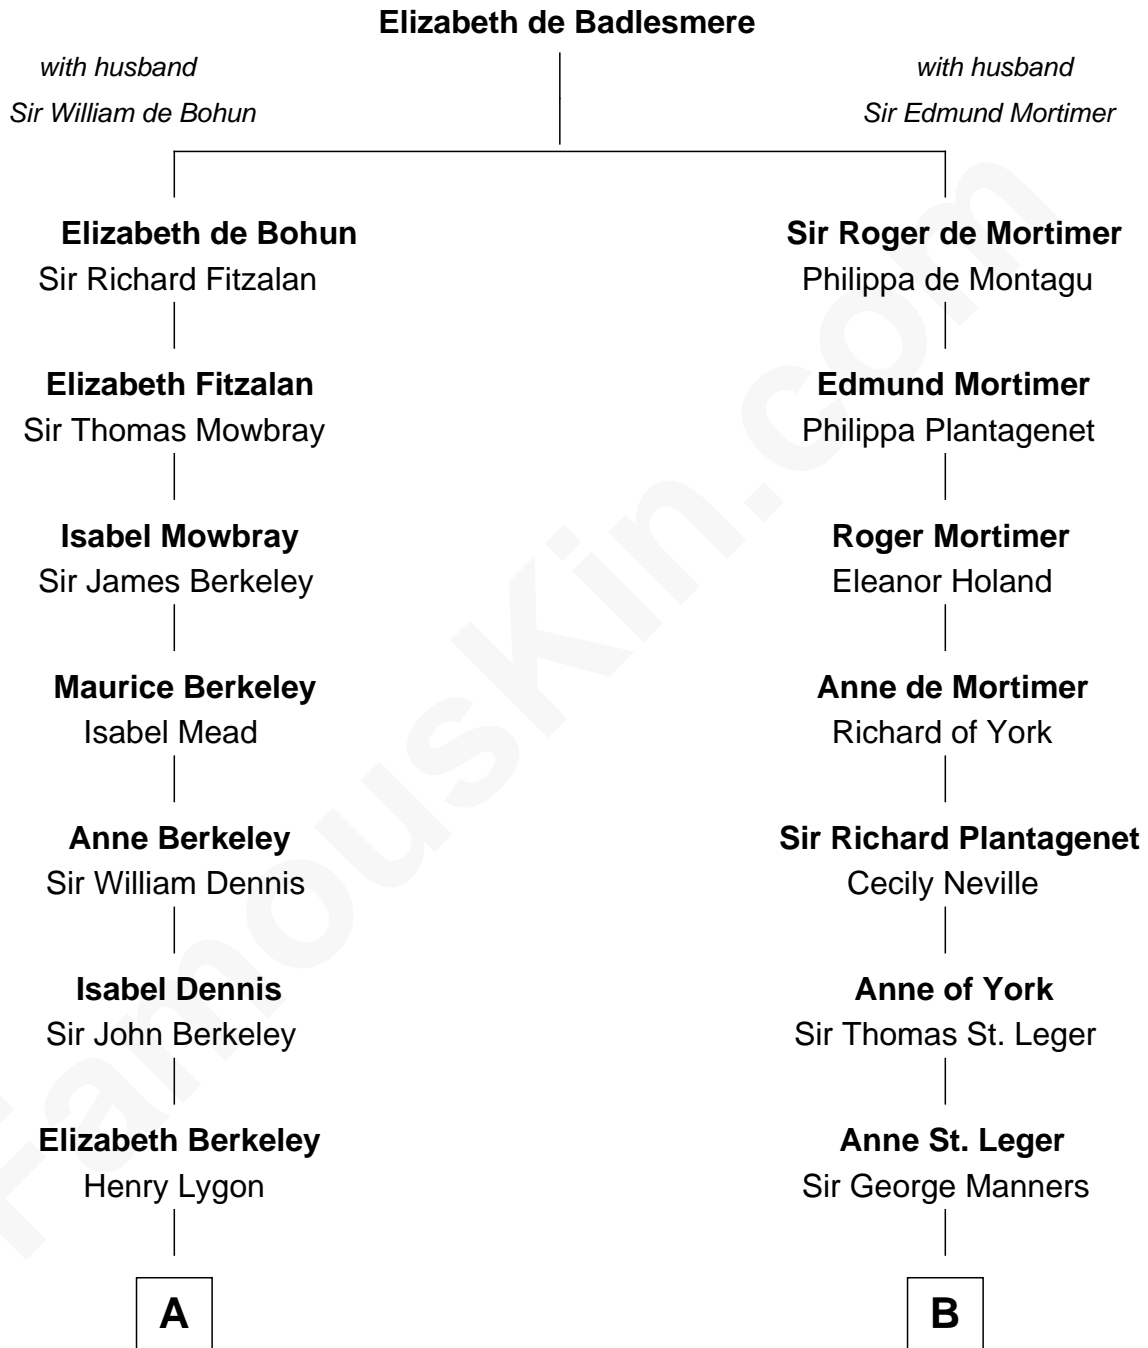 Elizabeth de Badlesmere
with husband
Sir William de Bohun
with husband
Sir Edmund Mortimer
Elizabeth de Bohun
Sir Richard Fitzalan
Sir Roger de Mortimer
Philippa de Montagu
Elizabeth Fitzalan
Sir Thomas Mowbray
Edmund Mortimer
Philippa Plantagenet
Isabel Mowbray
Sir James Berkeley
Roger Mortimer
Eleanor Holand
Maurice Berkeley
Isabel Mead
Anne de Mortimer
Richard of York
Anne Berkeley
Sir William Dennis
Sir Richard Plantagenet
Cecily Neville
Isabel Dennis
Sir John Berkeley
Anne of York
Sir Thomas St. Leger
Elizabeth Berkeley
Henry Lygon
Anne St. Leger
Sir George Manners
A
B
FamousKin.com